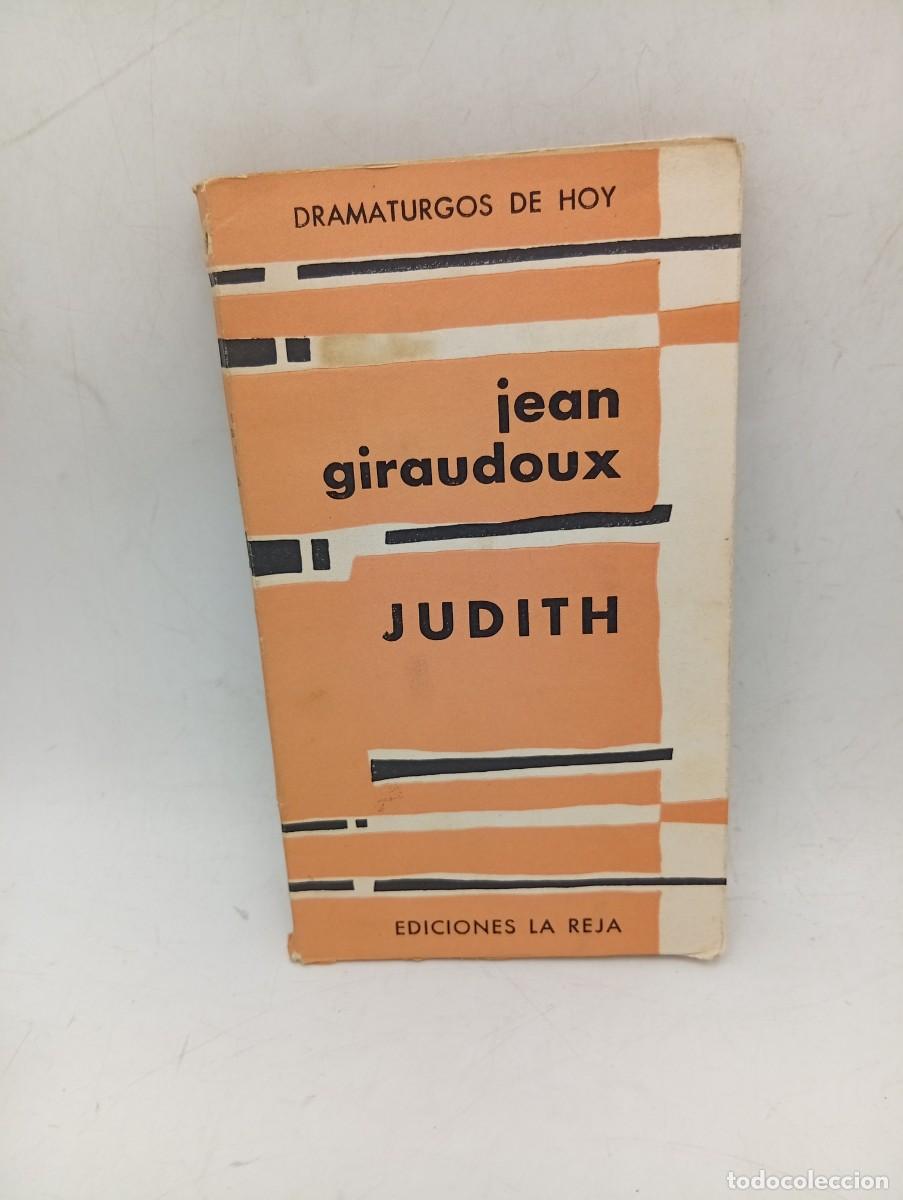 DRAMATURGOS DE HOY
jean
giraudoux
JUDITH
EDICIONES LA REJA
todocoleccion